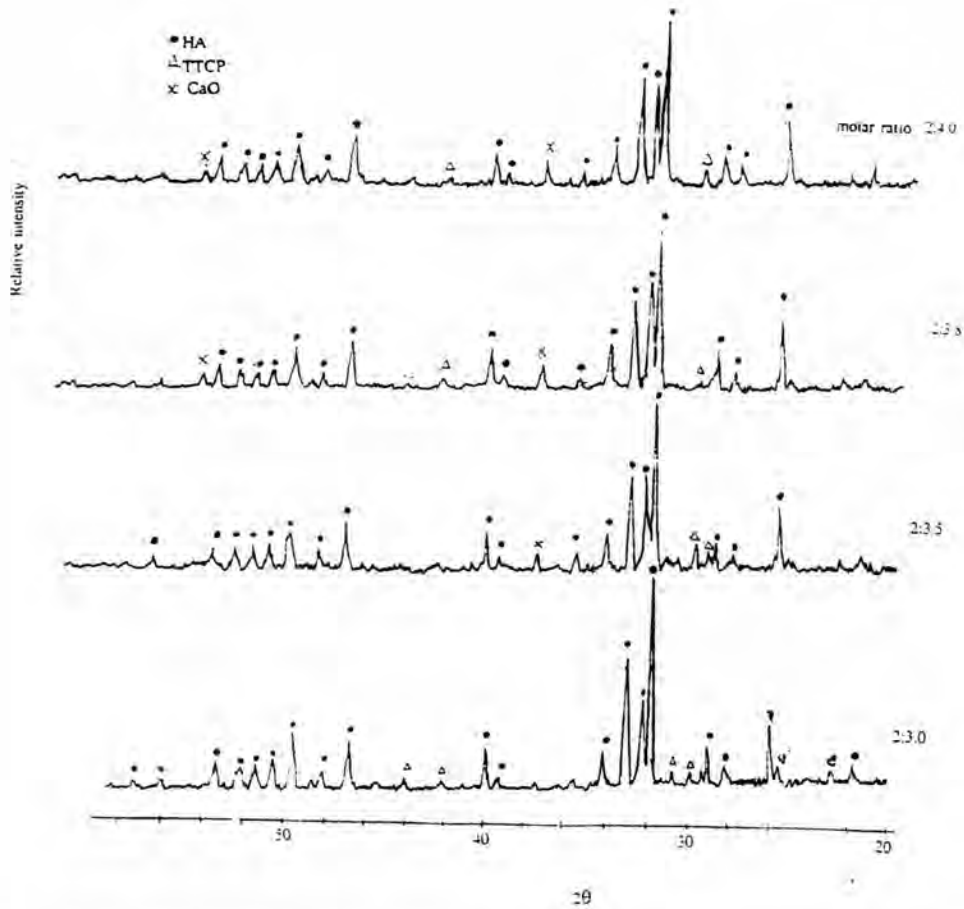 HA
TTCP
CaO
molar ratio 2:4.0
Relative intensity
2:3.5
2:3.0
50
40
30
20
2θ